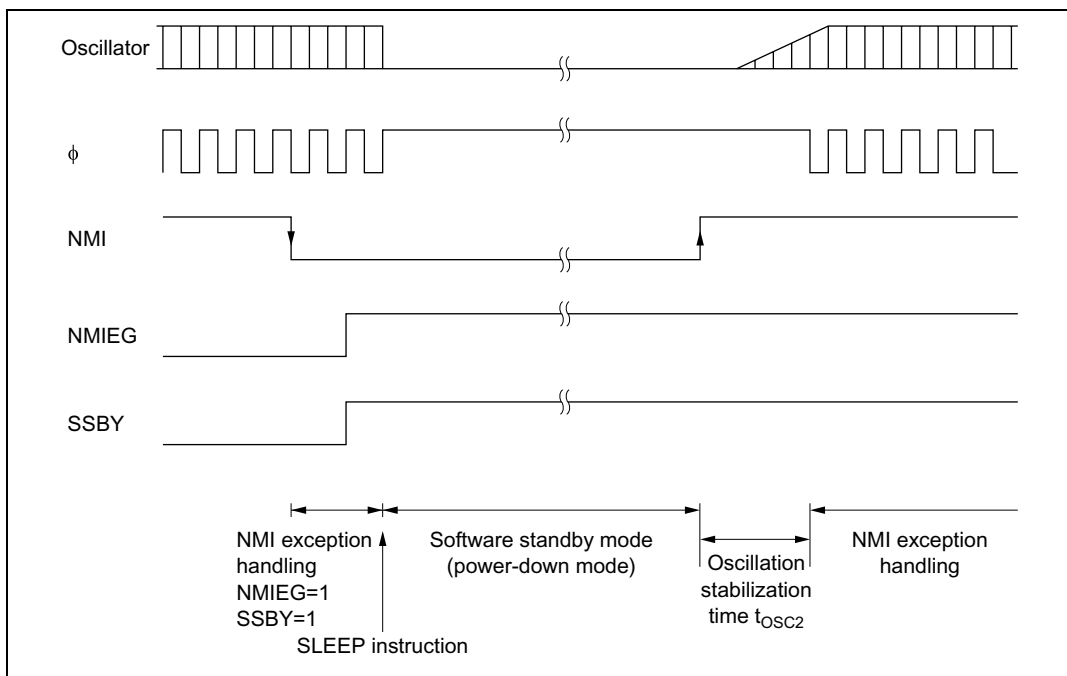 Oscillator
ϕ
NMI
NMIEG
SSBY
NMI exception
handling
NMIEG=1
SSBY=1
SLEEP instruction
Software standby mode
(power-down mode)
Oscillation
stabilization
time tOSC2
NMI exception
handling